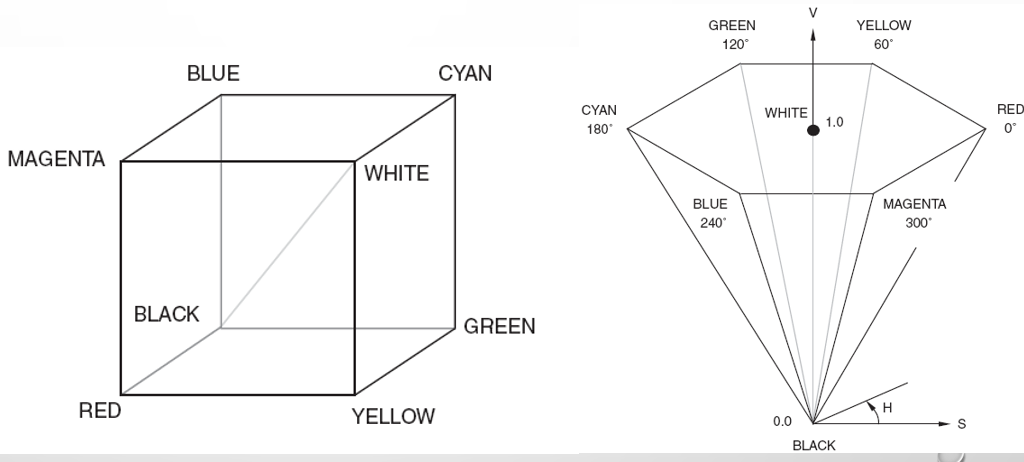 BLUE
CYAN
MAGENTA
WHITE
BLACK
GREEN
RED
YELLOW
V
GREEN
120°
YELLOW
60°
CYAN
180°
WHITE
1.0
RED
0°
BLUE
240°
MAGENTA
300°
H
0.0
S
BLACK